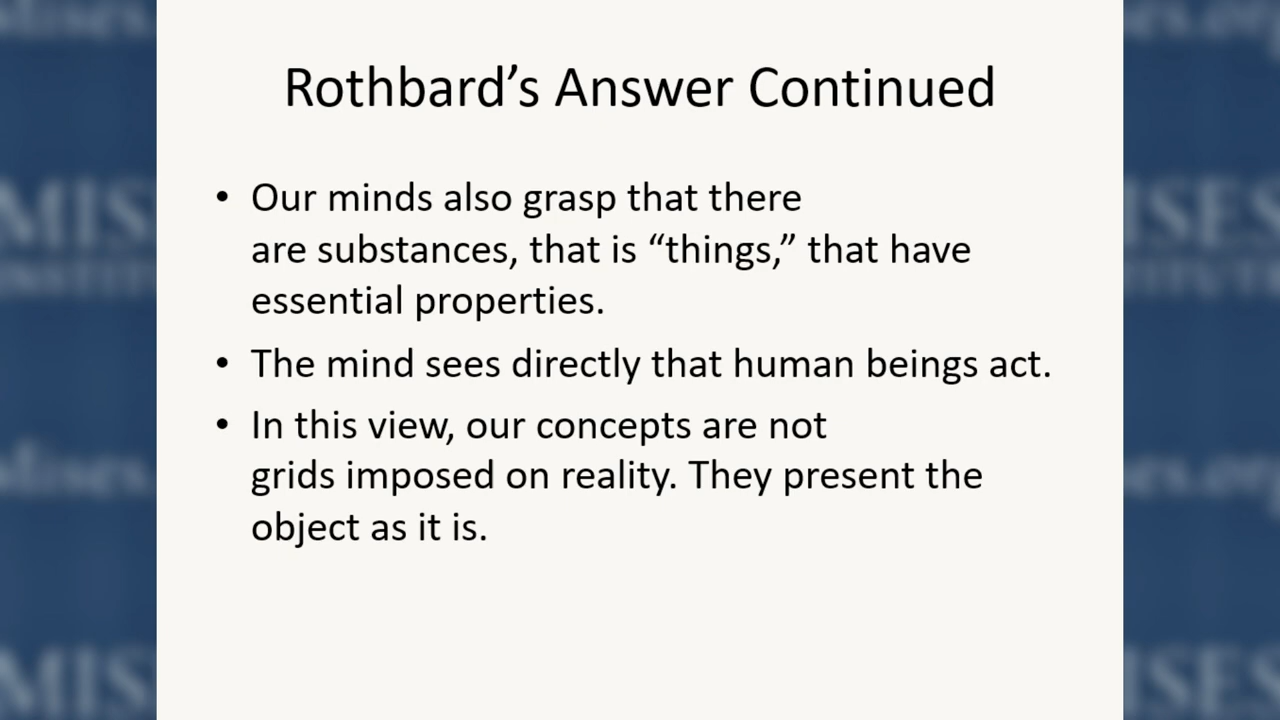 Rothbard’s Answer Continued
• Our minds also grasp that there
are substances, that is “things,” that have
essential properties.
• The mind sees directly that human beings act.
• In this view, our concepts are not
grids imposed on reality. They present the
object as it is.